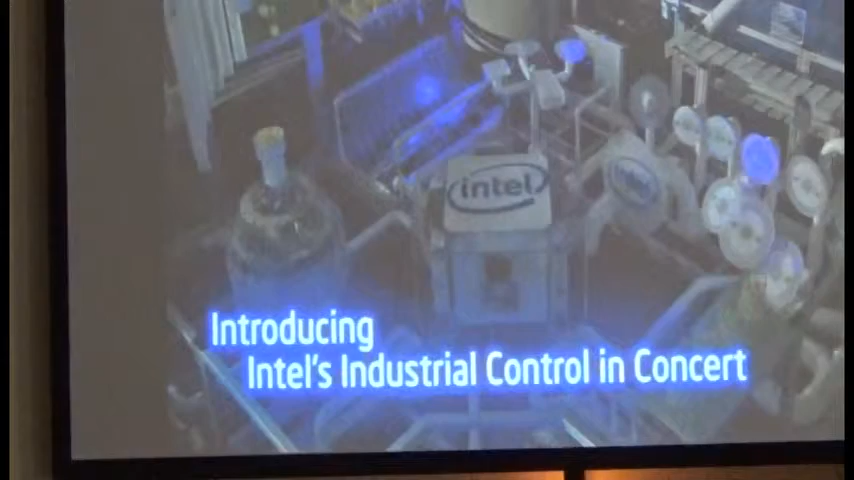 intel
intel
Introducing
Intel's Industrial Control in Concert